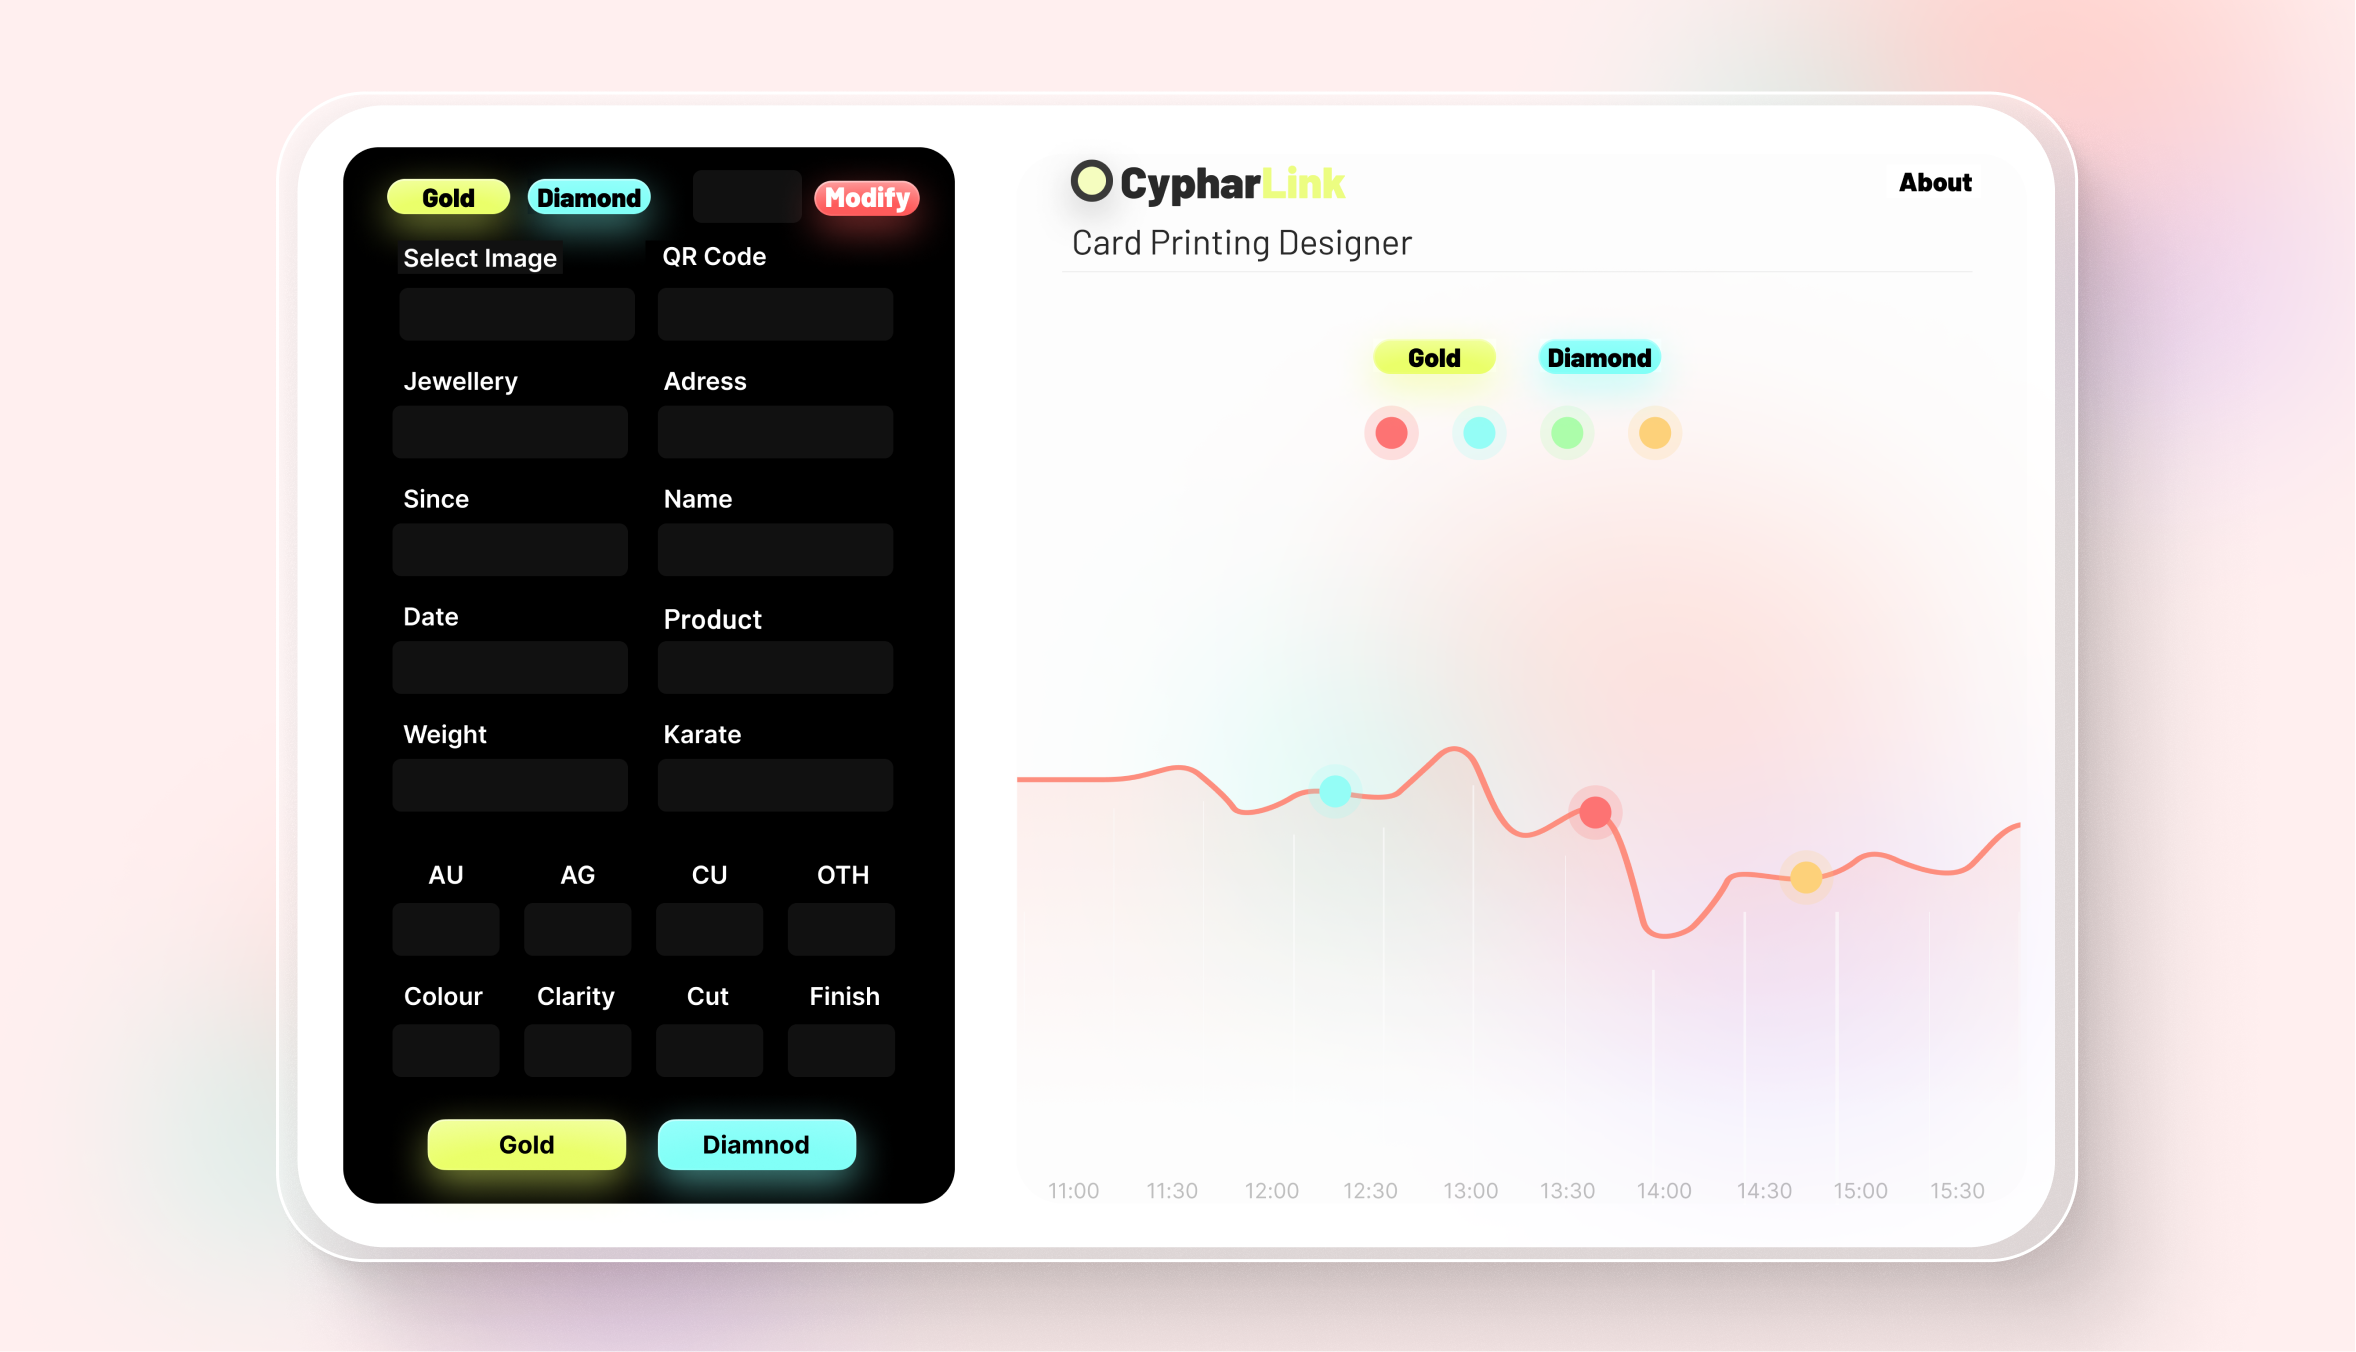 Gold Diamond Modify
Select Image QR Code
Jewellery Adress
Since Name
Date Product
Weight Karate
AU AG CU OTH
Colour Clarity Cut Finish
Gold Diamnod
CypharLink
About
Card Printing Designer
Gold Diamond
11:00 11:30 12:00 12:30 13:00 13:30 14:00 14:30 15:00 15:30